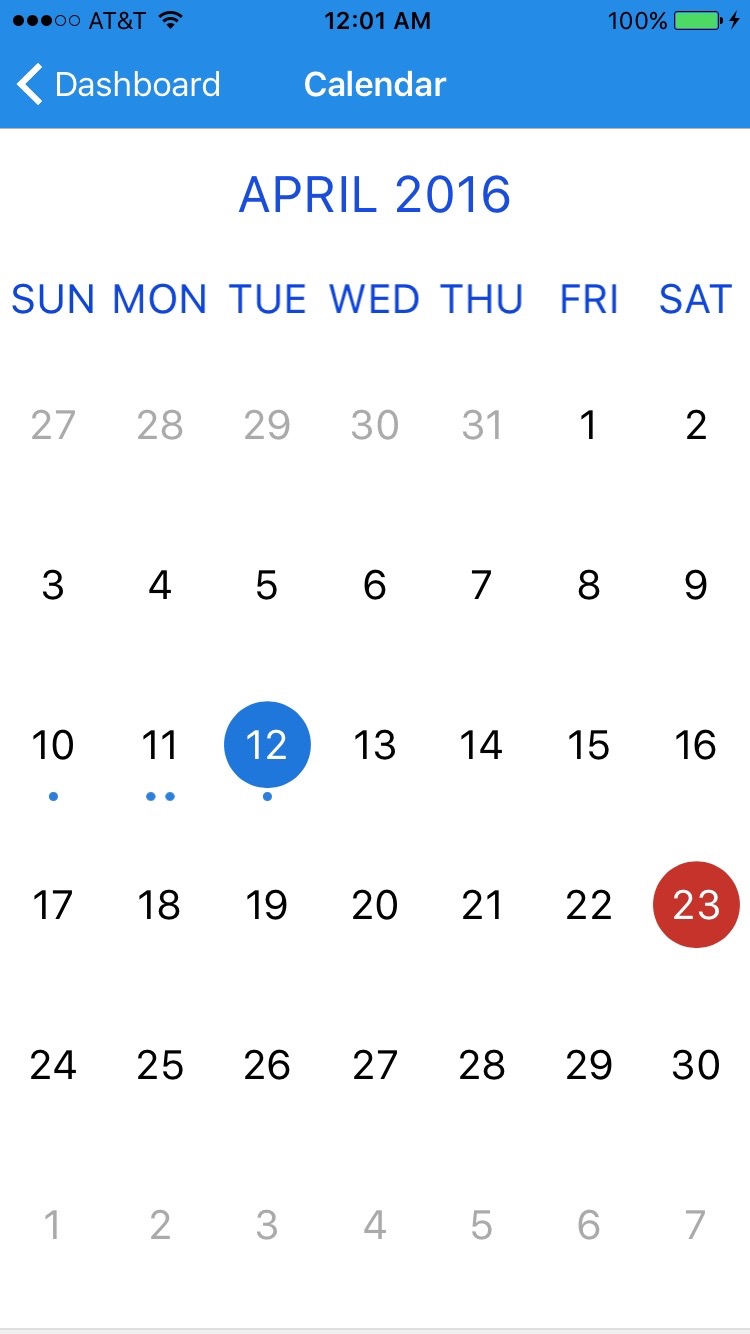 AT&T 12:01 AM 100%
Dashboard Calendar
APRIL 2016
SUN MON TUE WED THU FRI SAT
27 28 29 30 31 1 2
3 4 5 6 7 8 9
10 11 12 13 14 15 16
17 18 19 20 21 22 23
24 25 26 27 28 29 30
1 2 3 4 5 6 7